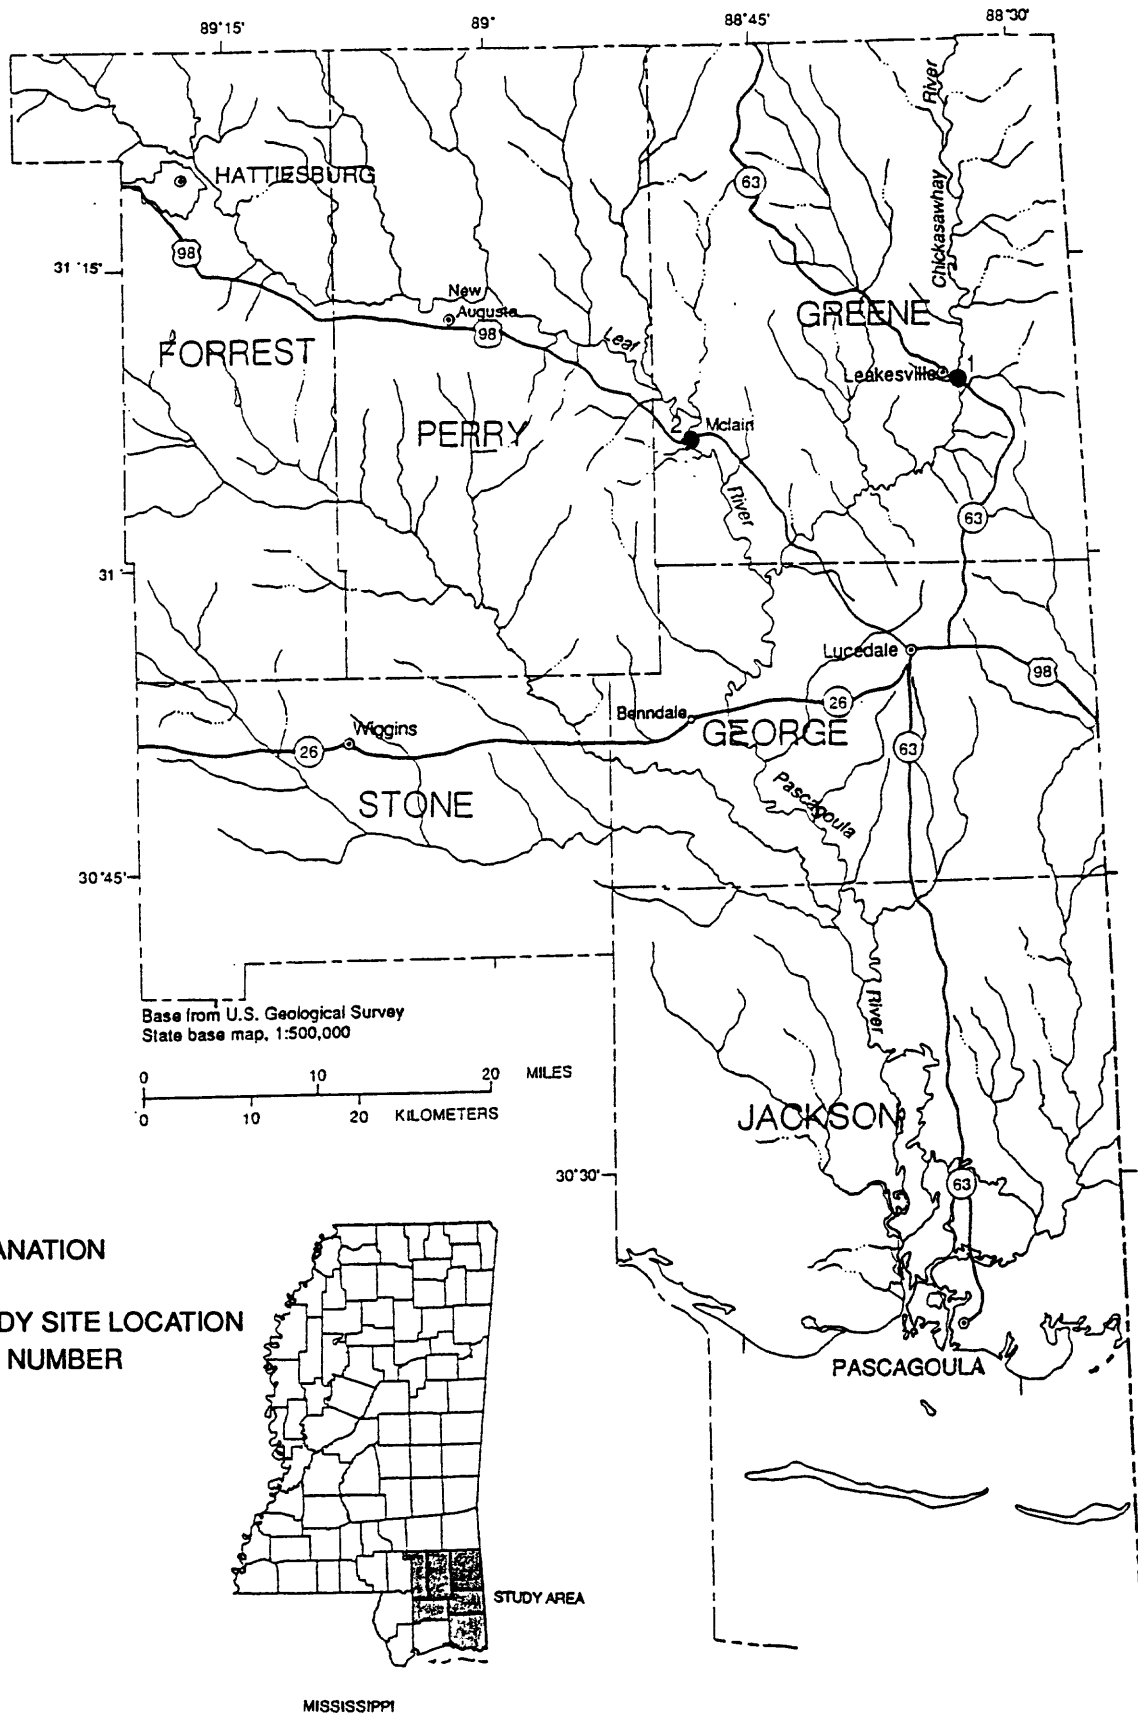 89°15'
89°
88°45'
88°30'
River
Chickasawhay
HATTIESBURG
63
98
31°15'
New
Augusta
98
GREENE
Leaf
FORREST
Leakesville
1
PERRY
2
Mclain
River
63
31°
Lucedale
98
26
Benndale
GEORGE
Wiggins
26
63
STONE
Pascagoula
30°45'
River
Base from U.S. Geological Survey
State base map, 1:500,000
0 10 20 MILES
0 10 20 KILOMETERS
JACKSON
30°30'
63
ANATION
DY SITE LOCATION
NUMBER
PASCAGOULA
STUDY AREA
MISSISSIPPI